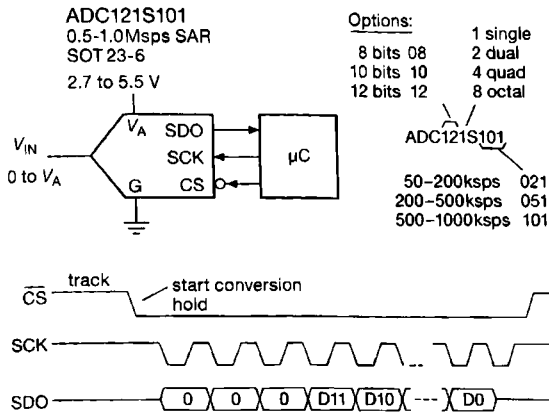 ADC121S101
0.5-1.0Msps SAR
SOT 23-6
2.7 to 5.5 V
VIN
0 to VA
VA
SDO
SCK
CS
G
µC
Options:
1 single
8 bits 08 2 dual
10 bits 10 4 quad
12 bits 12 8 octal
ADC121S101
50–200ksps 021
200–500ksps 051
500–1000ksps 101
CS track start conversion
hold
SCK
SDO 0 0 0 D11 D10 D0